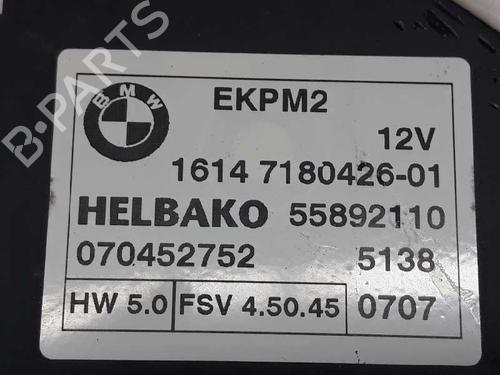 B-PARTS
BMW
EKPM2
12V
1614 7180426-01
HELBAKO 55892110
070452752 5138
HW 5.0 FSV 4.50.45 0707